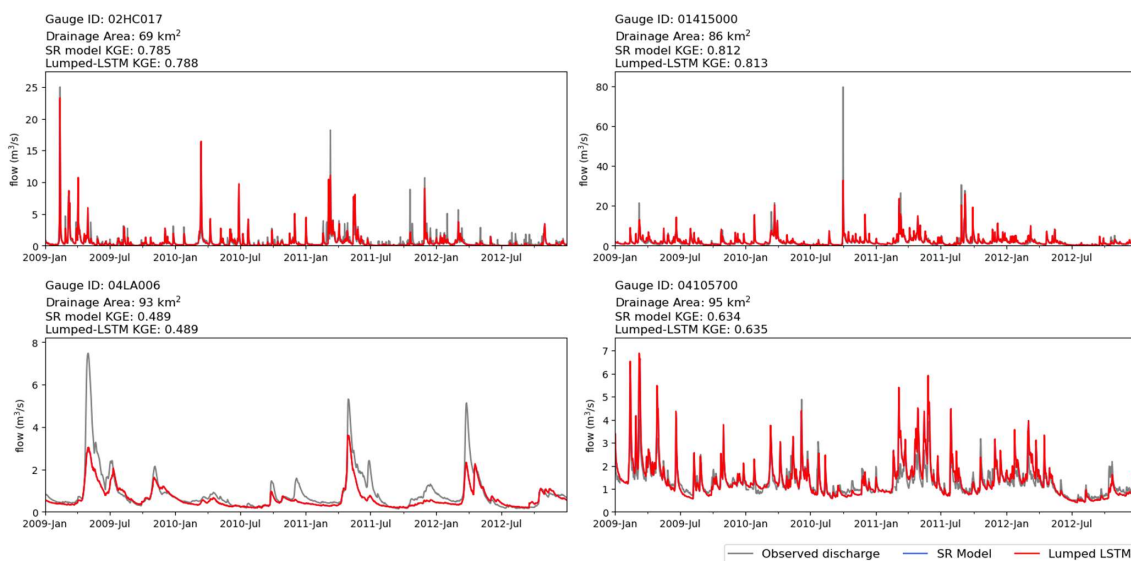 Gauge ID: 02HC017
Drainage Area: 69 km²
SR model KGE: 0.785
Lumped-LSTM KGE: 0.788
25
20
15
10
5
0
flow (m³/s)
2009-Jan 2009-Jul 2010-Jan 2010-Jul 2011-Jan 2011-Jul 2012-Jan 2012-Jul
Gauge ID: 01415000
Drainage Area: 86 km²
SR model KGE: 0.812
Lumped-LSTM KGE: 0.813
80
60
40
20
0
flow (m³/s)
2009-Jan 2009-Jul 2010-Jan 2010-Jul 2011-Jan 2011-Jul 2012-Jan 2012-Jul
Gauge ID: 04LA006
Drainage Area: 93 km²
SR model KGE: 0.489
Lumped-LSTM KGE: 0.489
8
6
4
2
0
flow (m³/s)
2009-Jan 2009-Jul 2010-Jan 2010-Jul 2011-Jan 2011-Jul 2012-Jan 2012-Jul
Gauge ID: 04105700
Drainage Area: 95 km²
SR model KGE: 0.634
Lumped-LSTM KGE: 0.635
7
6
5
4
3
2
1
0
flow (m³/s)
2009-Jan 2009-Jul 2010-Jan 2010-Jul 2011-Jan 2011-Jul 2012-Jan 2012-Jul
Observed discharge SR Model Lumped LSTM